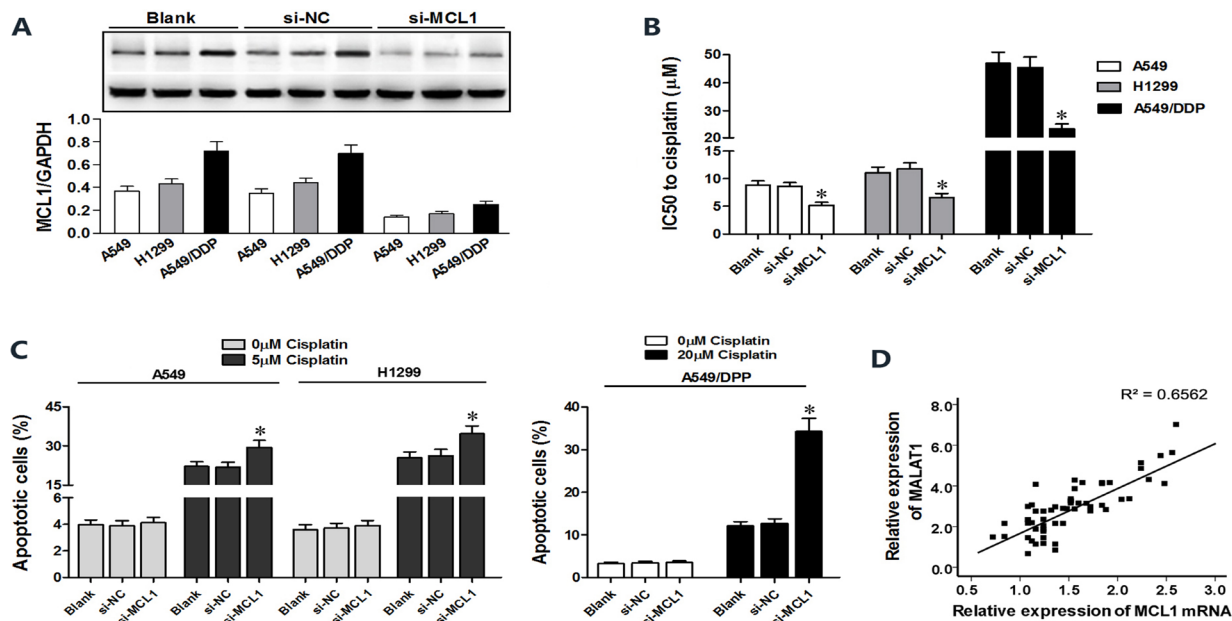 A
Blank si-NC si-MCL1
MCL1/GAPDH
1.0
0.8
0.6
0.4
0.2
0.0
A549 H1299 A549/DDP A549 H1299 A549/DDP A549 H1299 A549/DDP
B
IC50 to cisplatin (μM)
50
40
30
20
15
10
5
0
* * *
A549
H1299
A549/DDP
Blank si-NC si-MCL1 Blank si-NC si-MCL1 Blank si-NC si-MCL1
C
0μM Cisplatin
5μM Cisplatin
A549 H1299
Apoptotic cells (%)
45
30
15
6
4
2
0
* *
Blank si-NC si-MCL1 Blank si-NC si-MCL1 Blank si-NC si-MCL1 Blank si-NC si-MCL1
0μM Cisplatin
20μM Cisplatin
A549/DPP
Apoptotic cells (%)
40
30
20
10
0
*
Blank si-NC si-MCL1 Blank si-NC si-MCL1
D
R² = 0.6562
Relative expression
of MALAT1
8.0
6.0
4.0
2.0
0.0
0.5 1.0 1.5 2.0 2.5 3.0
Relative expression of MCL1 mRNA